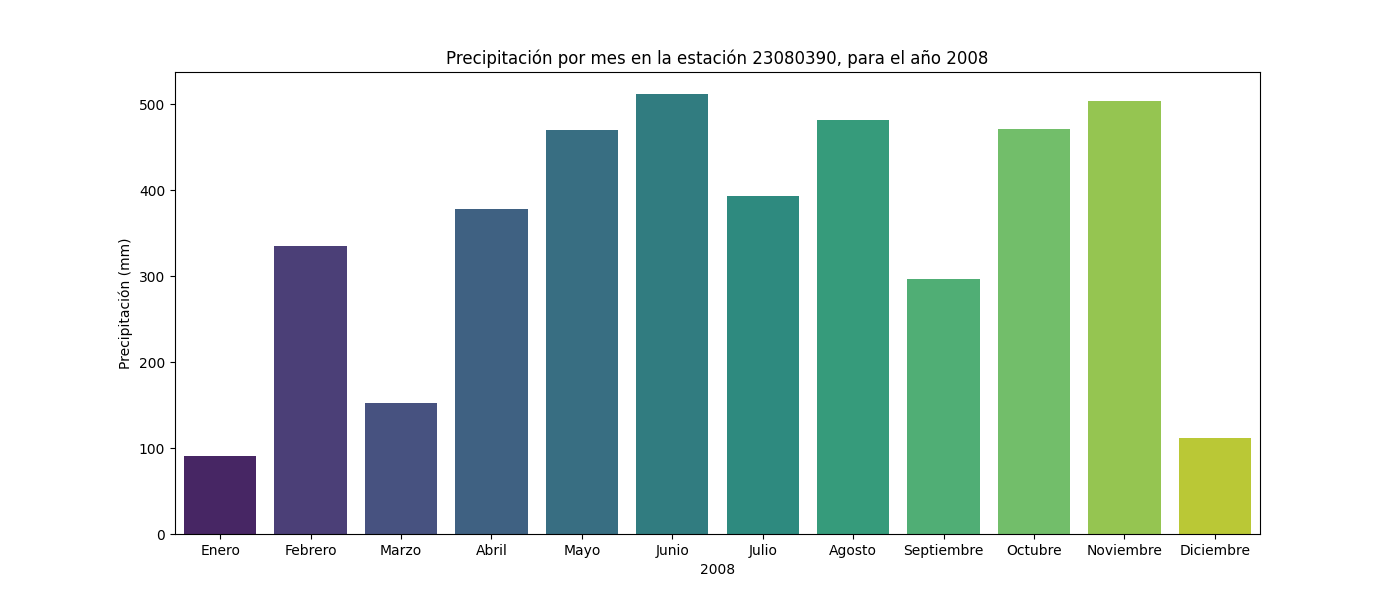 Precipitación por mes en la estación 23080390, para el año 2008
Precipitación (mm)
500
400
300
200
100
0
Enero Febrero Marzo Abril Mayo Junio Julio Agosto Septiembre Octubre Noviembre Diciembre
2008